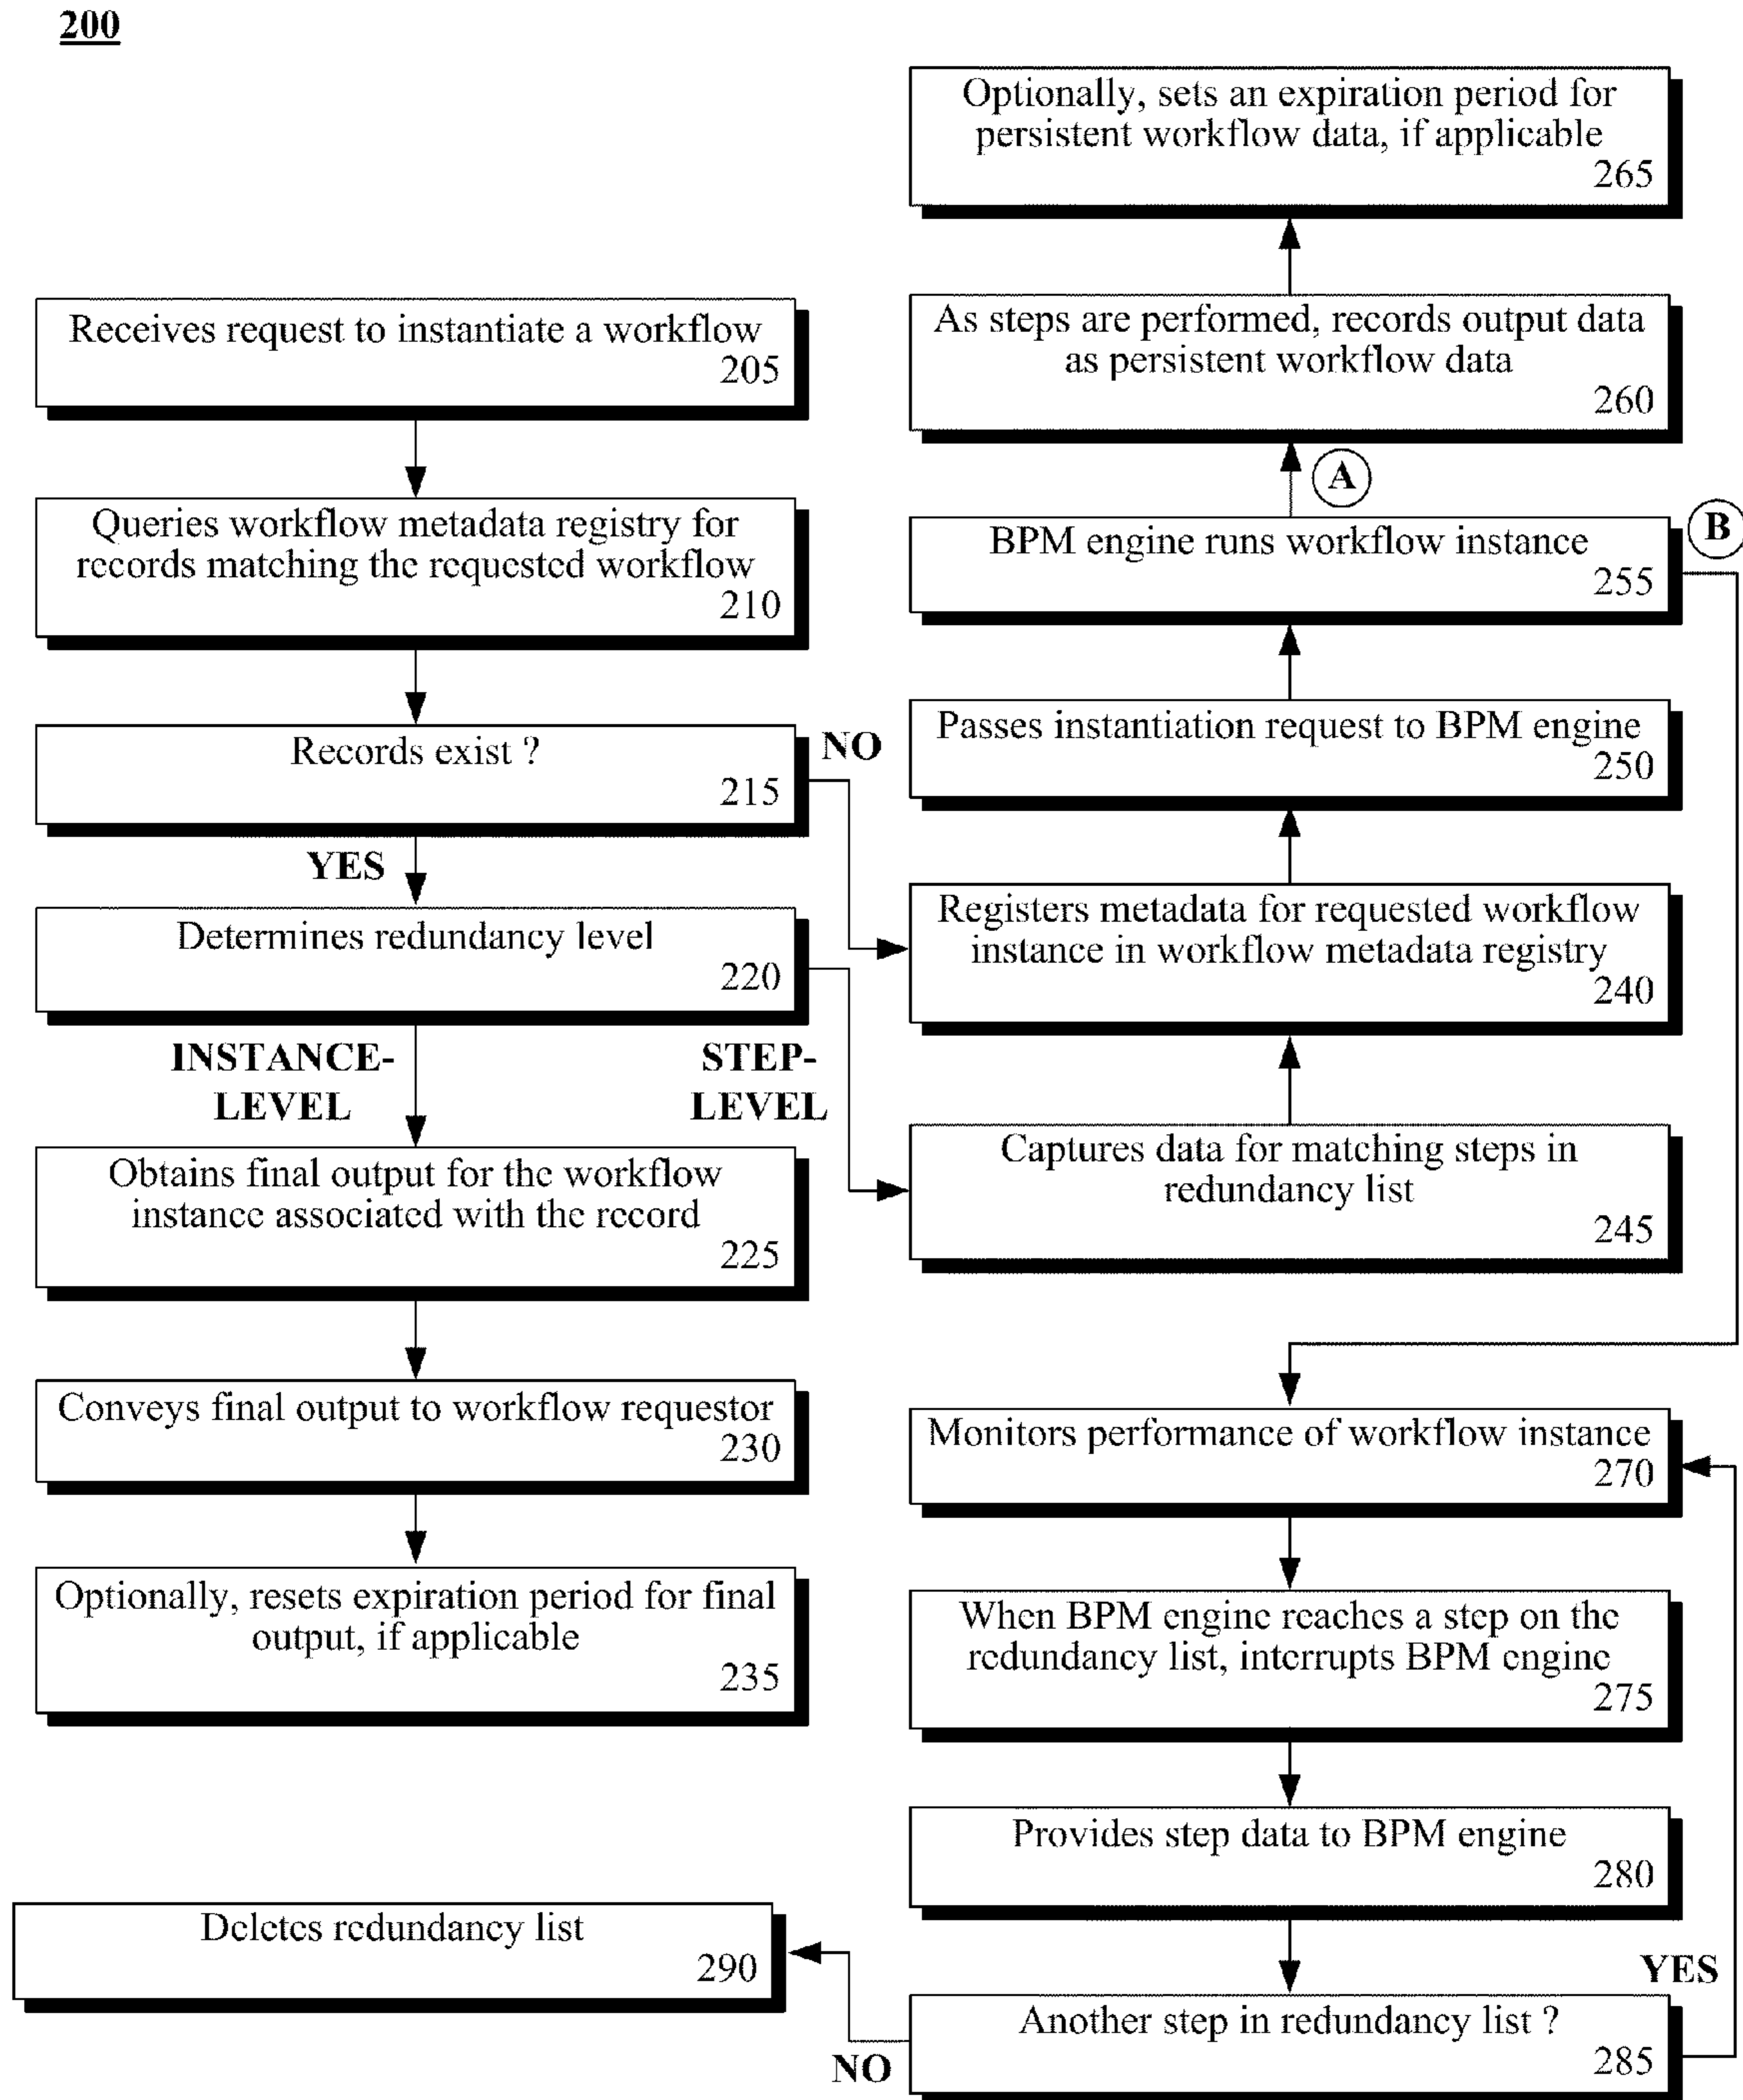 200
Receives request to instantiate a workflow
205
Queries workflow metadata registry for
records matching the requested workflow
210
Records exist ?
215
NO
YES
Determines redundancy level
220
INSTANCE-
LEVEL
STEP-
LEVEL
Obtains final output for the workflow
instance associated with the record
225
Conveys final output to workflow requestor
230
Optionally, resets expiration period for final
output, if applicable
235
Optionally, sets an expiration period for
persistent workflow data, if applicable
265
As steps are performed, records output data
as persistent workflow data
260
A
BPM engine runs workflow instance
255
B
Passes instantiation request to BPM engine
250
Registers metadata for requested workflow
instance in workflow metadata registry
240
Captures data for matching steps in
redundancy list
245
Monitors performance of workflow instance
270
When BPM engine reaches a step on the
redundancy list, interrupts BPM engine
275
Provides step data to BPM engine
280
Another step in redundancy list ?
285
YES
NO
Deletes redundancy list
290